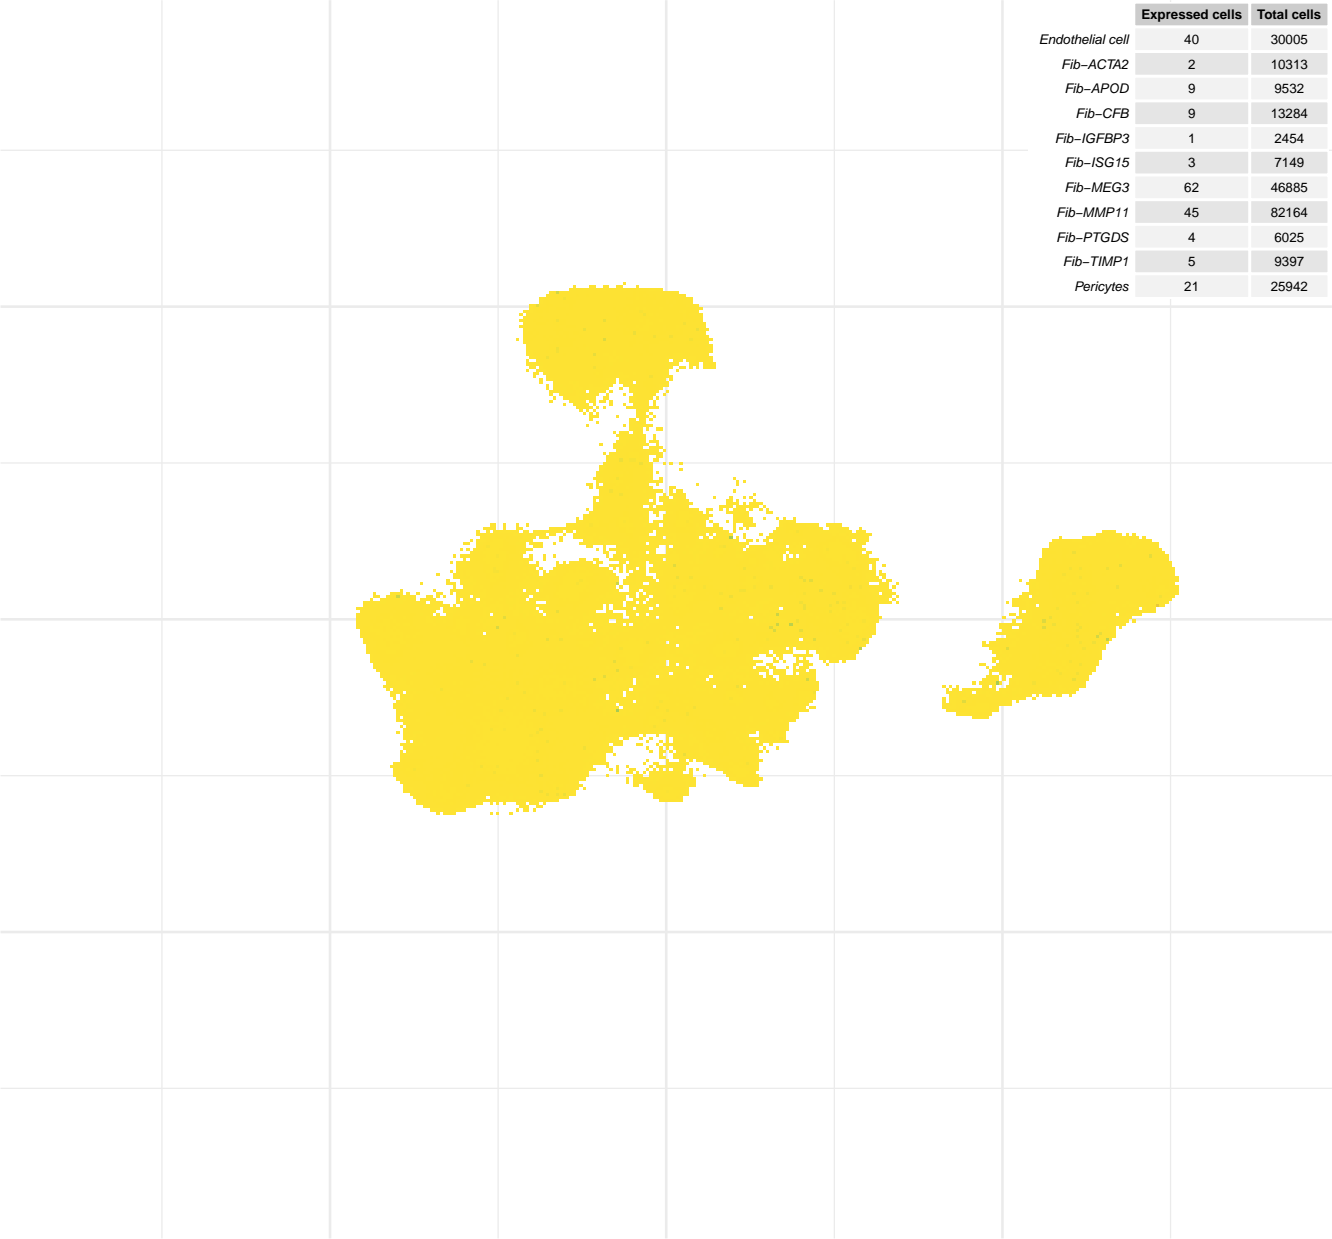 Expressed cells Total cells
Endothelial cell 40 30005
Fib−ACTA2 2 10313
Fib−APOD 9 9532
Fib−CFB 9 13284
Fib−IGFBP3 1 2454
Fib−ISG15 3 7149
Fib−MEG3 62 46885
Fib−MMP11 45 82164
Fib−PTGDS 4 6025
Fib−TIMP1 5 9397
Pericytes 21 25942